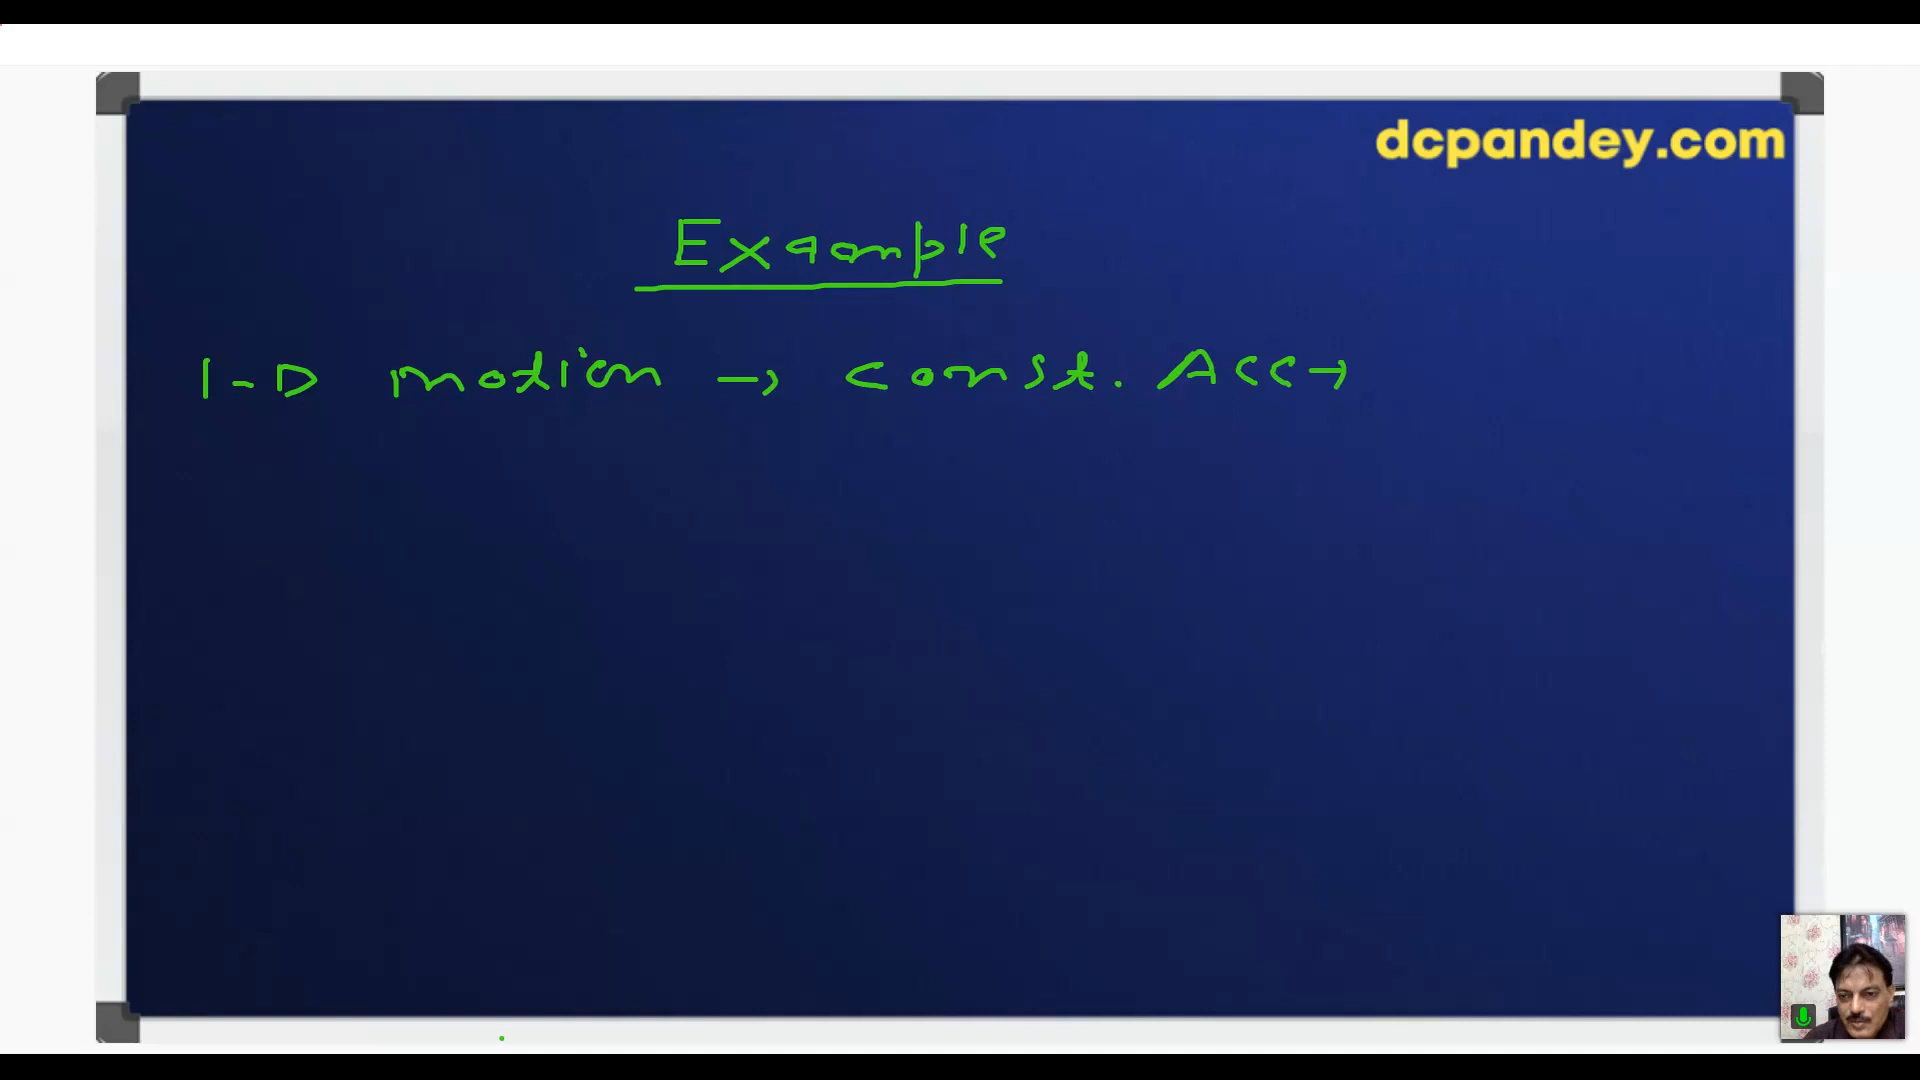 dcpandey.com
Example
1-D motion → const. Acc →